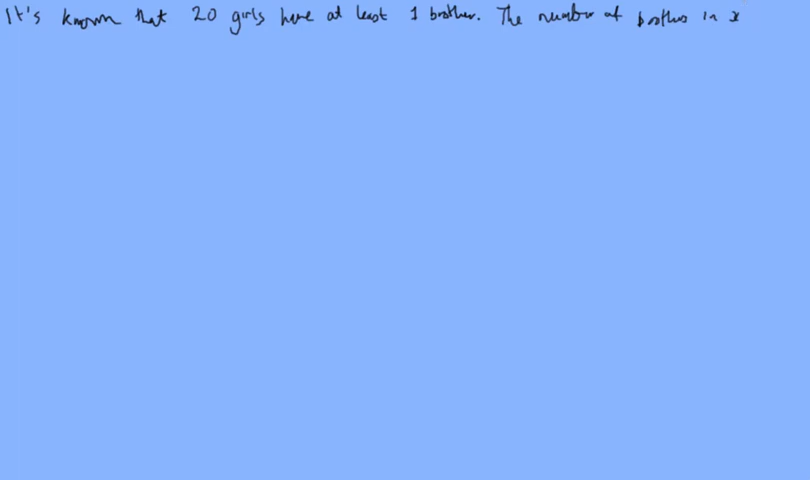 It's known that 20 girls have at least 1 brother. The number of brothers in x